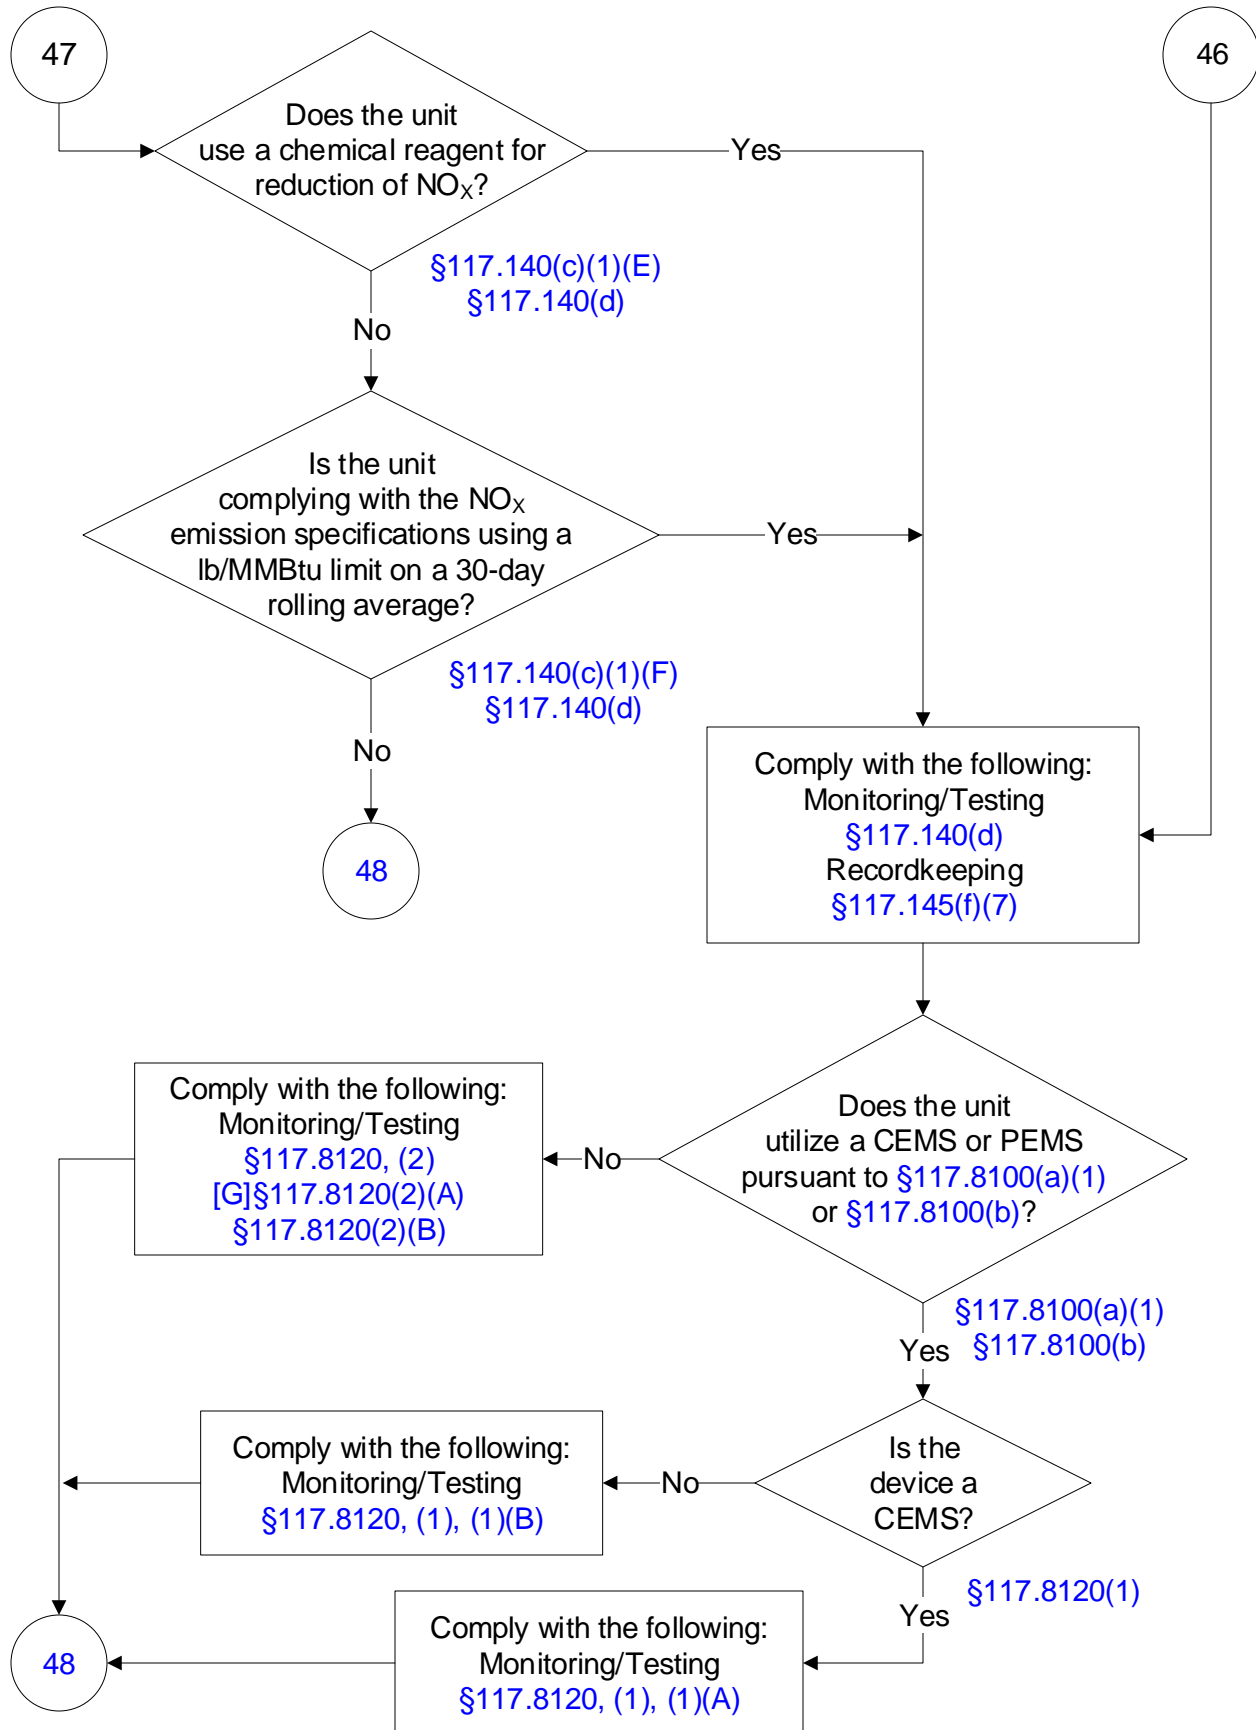 47
46
Does the unit
use a chemical reagent for
reduction of NOX?
Yes
§117.140(c)(1)(E)
§117.140(d)
No
Is the unit
complying with the NOX
emission specifications using a
lb/MMBtu limit on a 30-day
rolling average?
Yes
§117.140(c)(1)(F)
§117.140(d)
No
48
Comply with the following:
Monitoring/Testing
§117.140(d)
Recordkeeping
§117.145(f)(7)
Does the unit
utilize a CEMS or PEMS
pursuant to §117.8100(a)(1)
or §117.8100(b)?
No
Comply with the following:
Monitoring/Testing
§117.8120, (2)
[G]§117.8120(2)(A)
§117.8120(2)(B)
§117.8100(a)(1)
§117.8100(b)
Yes
Is the
device a
CEMS?
No
Comply with the following:
Monitoring/Testing
§117.8120, (1), (1)(B)
§117.8120(1)
Yes
Comply with the following:
Monitoring/Testing
§117.8120, (1), (1)(A)
48